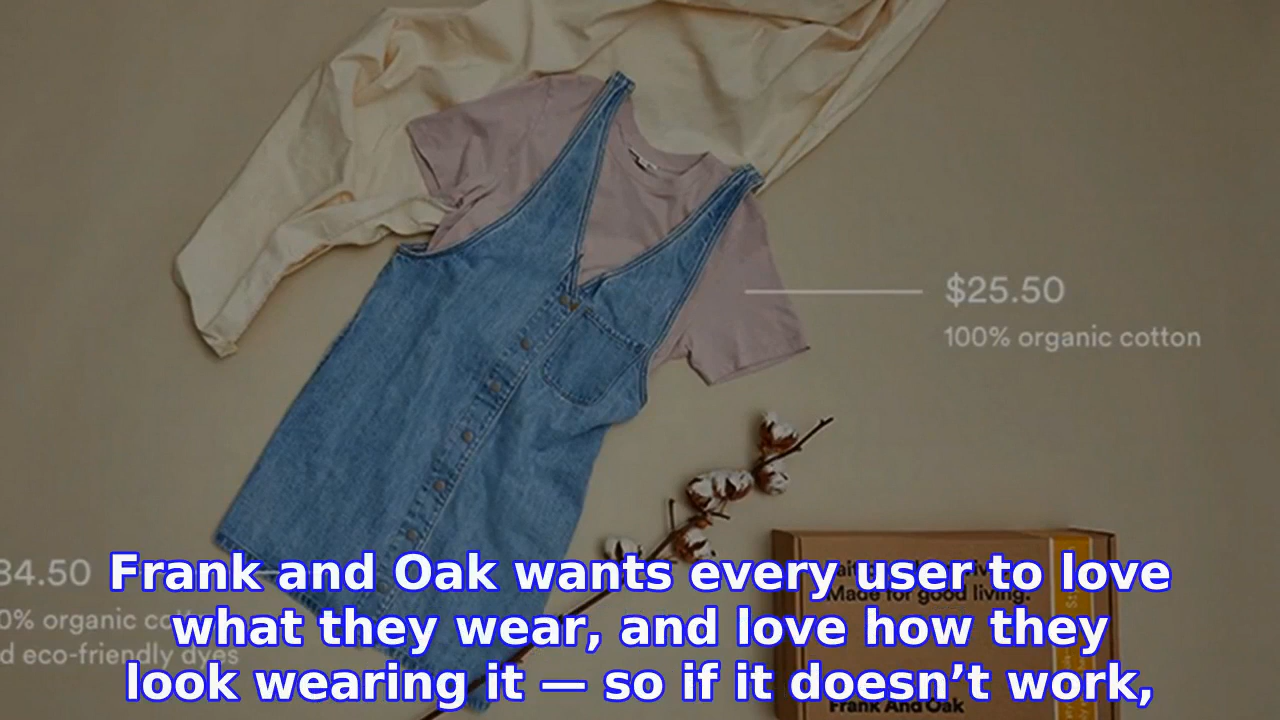 $25.50
100% organic cotton
84.50
0% organic
d eco-friendly dyes
Made for good living.
Frank And Oak
Frank and Oak wants every user to love
what they wear, and love how they
look wearing it — so if it doesn’t work,